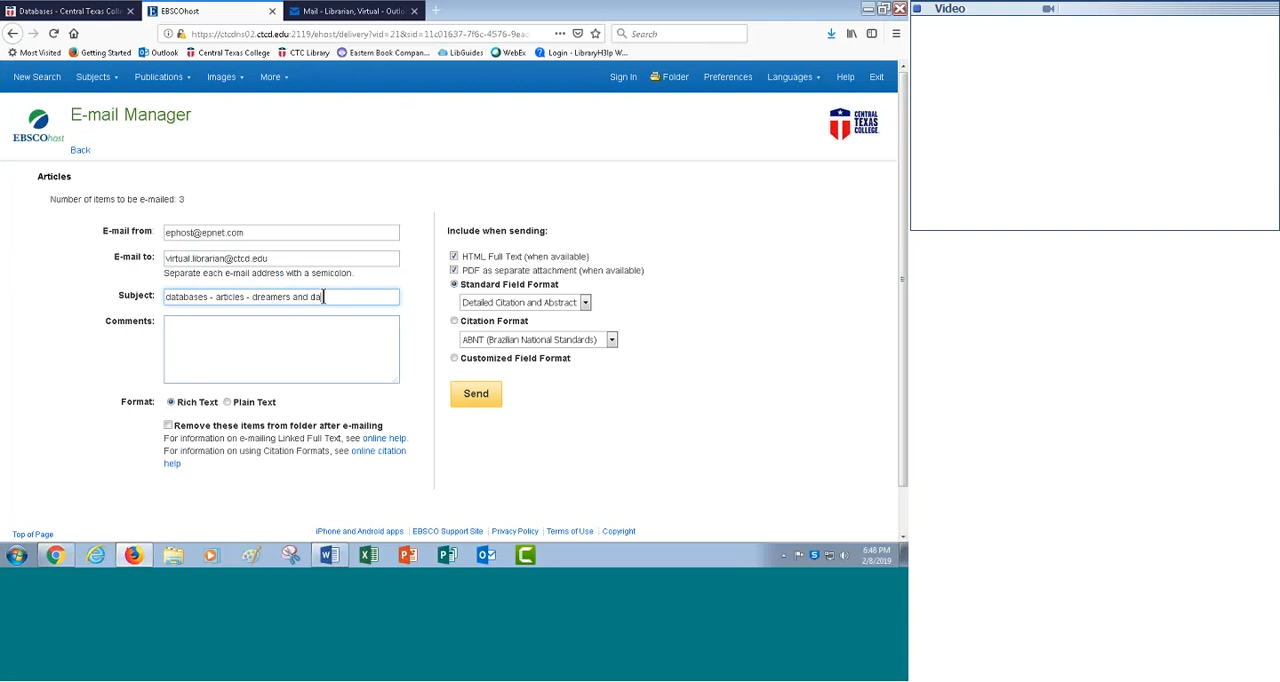 Databases - Central Texas Coll
EBSCOhost
Mail - Librarian, Virtual - Outlo
Video
https://ctcdns02.ctcd.edu:2119/ehost/delivery?vid=21&sid=11c01637-7f6c-4576-9eac
Search
Most Visited
Getting Started
Outlook
Central Texas College
CTC Library
Eastern Book Compan...
LibGuides
WebEx
Login - LibraryH3lp W...
New Search
Subjects
Publications
Images
More
Sign In
Folder
Preferences
Languages
Help
Exit
E-mail Manager
EBSCOhost
CENTRAL
TEXAS
COLLEGE
Back
Articles
Number of items to be e-mailed: 3
E-mail from:
ephost@epnet.com
E-mail to:
virtual.librarian@ctcd.edu
Separate each e-mail address with a semicolon.
Subject:
databases - articles - dreamers and da
Comments:
Format:
Rich Text
Plain Text
Remove these items from folder after e-mailing
For information on e-mailing Linked Full Text, see online help.
For information on using Citation Formats, see online citation
help
Include when sending:
HTML Full Text (when available)
PDF as separate attachment (when available)
Standard Field Format
Detailed Citation and Abstract
Citation Format
ABNT (Brazilian National Standards)
Customized Field Format
Send
Top of Page
iPhone and Android apps
EBSCO Support Site
Privacy Policy
Terms of Use
Copyright
6:48 PM
2/8/2019